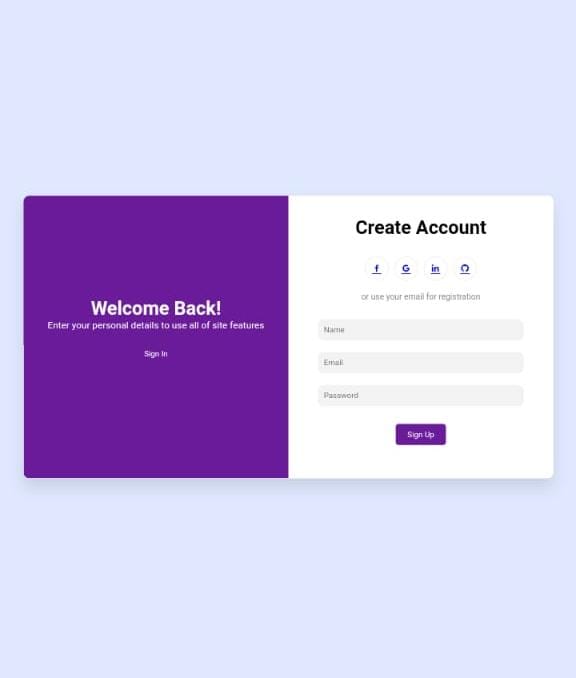 Welcome Back!
Enter your personal details to use all of site features
Sign In
Create Account
or use your email for registration
Name
Email
Password
Sign Up